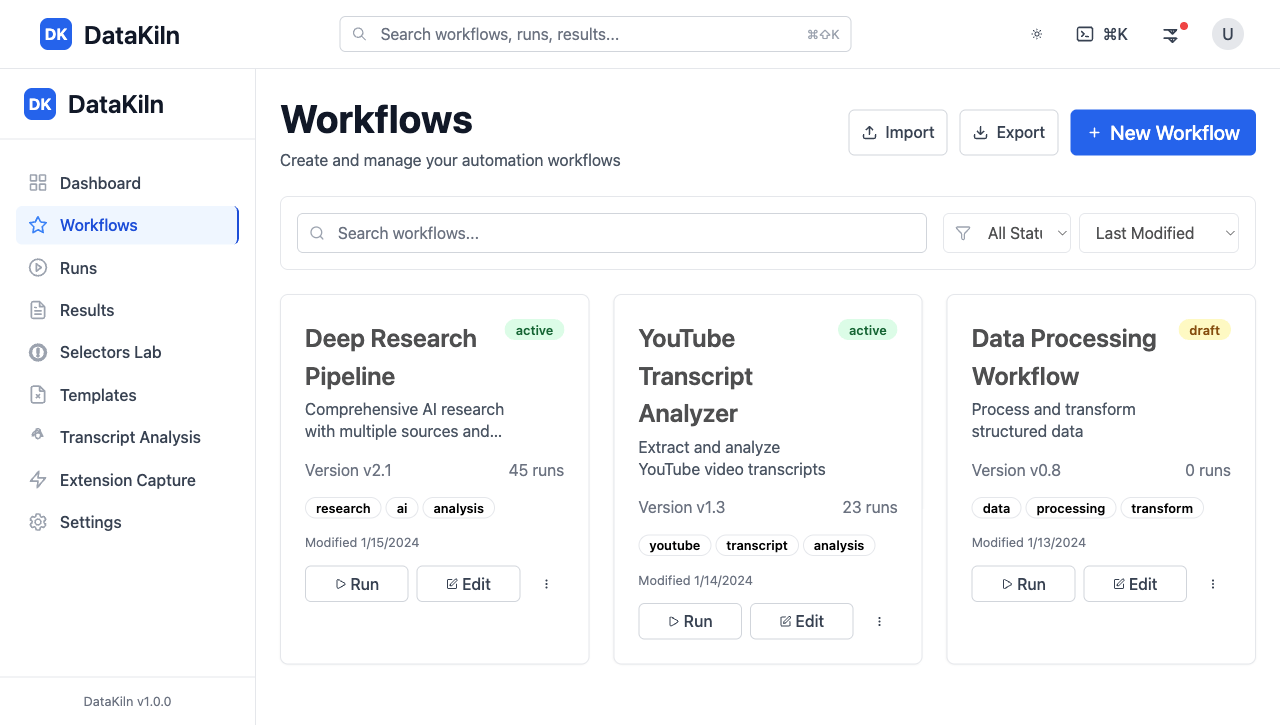 DK DataKiln
Search workflows, runs, results... ⌘⇧K
⌘K
U
DK DataKiln
Dashboard
Workflows
Runs
Results
Selectors Lab
Templates
Transcript Analysis
Extension Capture
Settings
DataKiln v1.0.0
Workflows
Create and manage your automation workflows
Import
Export
+ New Workflow
Search workflows...
All Statu
Last Modified
Deep Research
Pipeline
active
Comprehensive AI research
with multiple sources and...
Version v2.1 45 runs
research ai analysis
Modified 1/15/2024
Run Edit
YouTube
Transcript
Analyzer
active
Extract and analyze
YouTube video transcripts
Version v1.3 23 runs
youtube transcript analysis
Modified 1/14/2024
Run Edit
Data Processing
Workflow
draft
Process and transform
structured data
Version v0.8 0 runs
data processing transform
Modified 1/13/2024
Run Edit